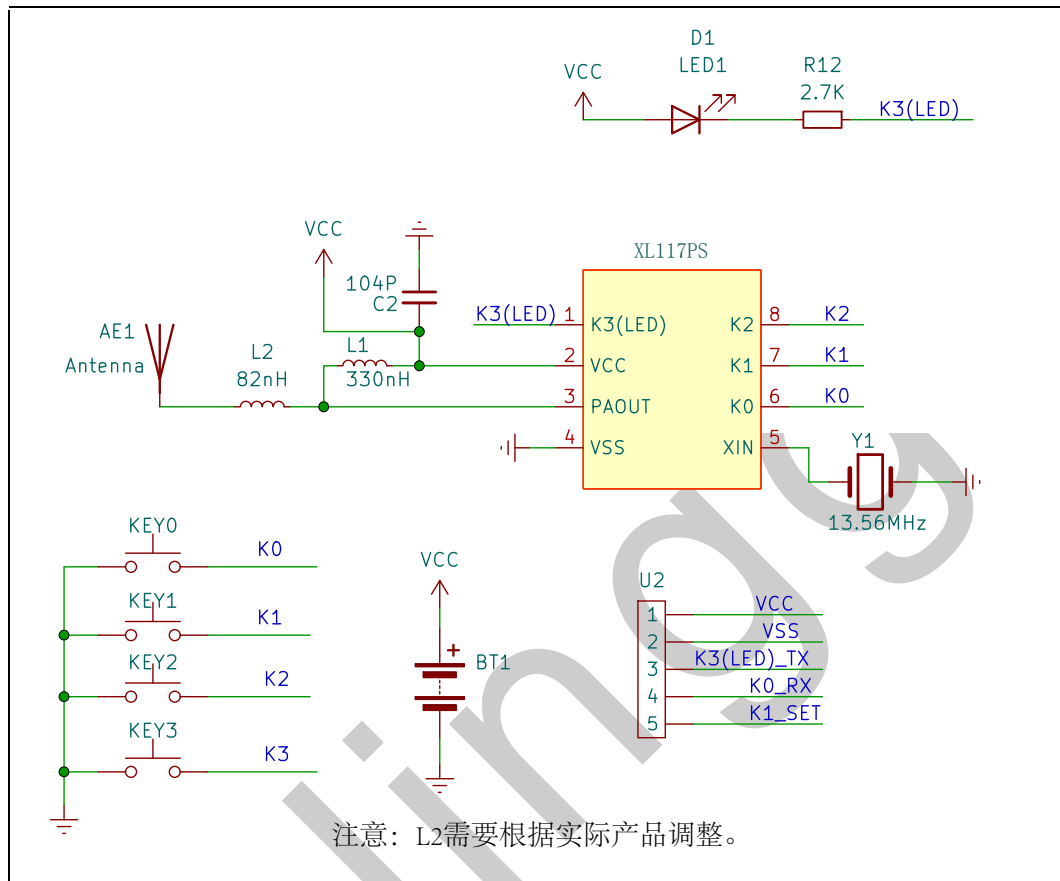 D1
LED1
VCC
R12
2.7K
K3(LED)
VCC
104P
C2
XL117PS
AE1
Antenna
L2
82nH
L1
330nH
K3(LED)
1
K3(LED)
2
VCC
3
PAOUT
4
VSS
K2
8
K2
K1
7
K1
K0
6
K0
XIN
5
Y1
13.56MHz
KEY0
K0
KEY1
K1
KEY2
K2
KEY3
K3
VCC
+
BT1
U2
1
VCC
2
VSS
3
K3(LED)_TX
4
K0_RX
5
K1_SET
注意：L2需要根据实际产品调整。